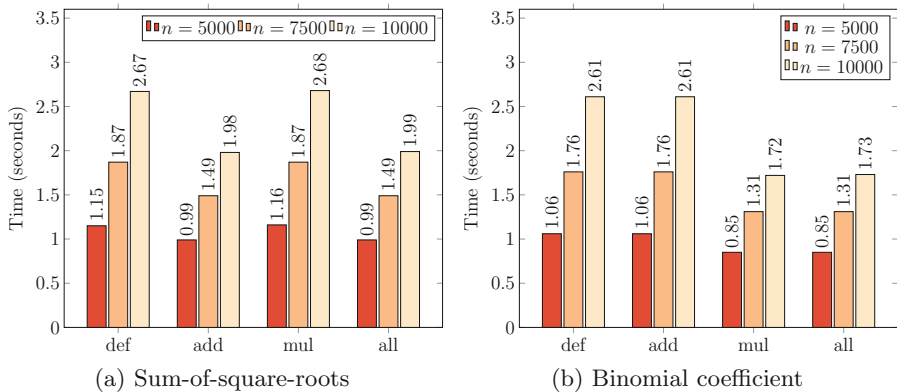 3.5
3
2.5
2
1.5
1
0.5
0
Time (seconds)
n = 5000 n = 7500 n = 10000
1.15 1.87 2.67
0.99 1.49 1.98
1.16 1.87 2.68
0.99 1.49 1.99
def add mul all
(a) Sum-of-square-roots
3.5
3
2.5
2
1.5
1
0.5
0
Time (seconds)
n = 5000
n = 7500
n = 10000
1.06 1.76 2.61
1.06 1.76 2.61
0.85 1.31 1.72
0.85 1.31 1.73
def add mul all
(b) Binomial coefficient